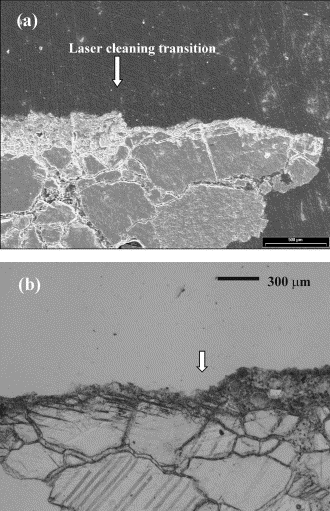 (a)
Laser cleaning transition
500 µm
(b)
300 µm